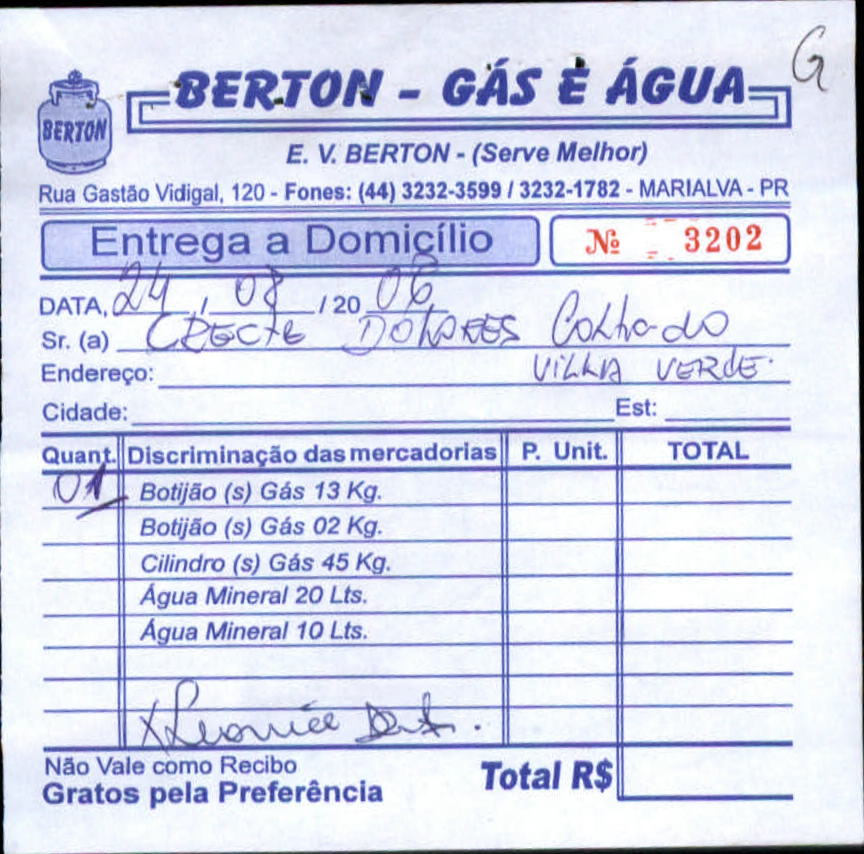 G
BERTON - GÁS E ÁGUA
BERTON
E. V. BERTON - (Serve Melhor)
Rua Gastão Vidigal, 120 - Fones: (44) 3232-3599 / 3232-1782 - MARIALVA - PR
Entrega a Domicílio Nº 3202
DATA, 24 / 08 / 20 06
Sr. (a) CRECHE DOLORES Colhado
Endereço: VILLA VERDE.
Cidade: Est:
Quant. Discriminação das mercadorias P. Unit. TOTAL
01 Botijão (s) Gás 13 Kg.
Botijão (s) Gás 02 Kg.
Cilindro (s) Gás 45 Kg.
Água Mineral 20 Lts.
Água Mineral 10 Lts.
X Leonice
Não Vale como Recibo
Gratos pela Preferência Total R$